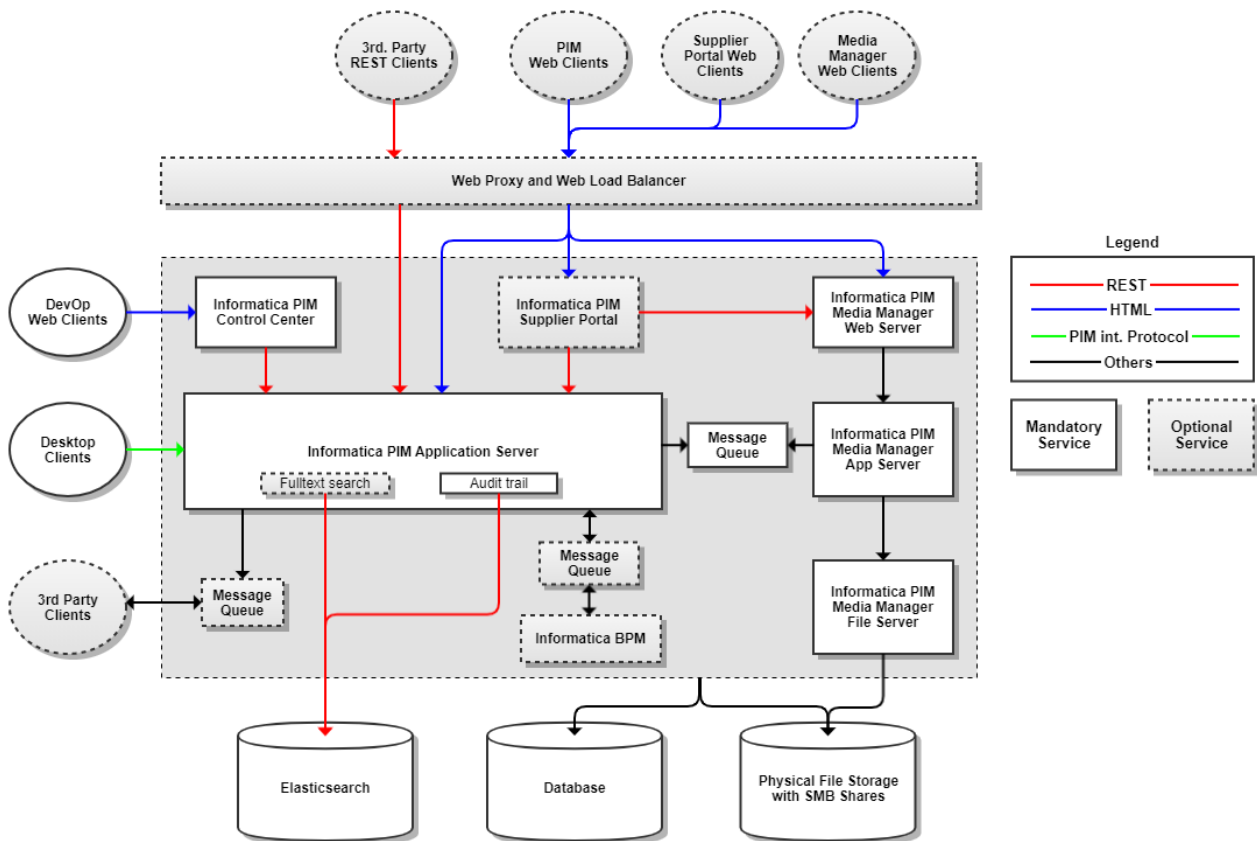 3rd. Party
REST Clients
PIM
Web Clients
Supplier
Portal Web
Clients
Media
Manager
Web Clients
Web Proxy and Web Load Balancer
Legend
REST
HTML
PIM int. Protocol
Others
Mandatory
Service
Optional
Service
DevOp
Web Clients
Informatica PIM
Control Center
Informatica PIM
Supplier Portal
Informatica PIM
Media Manager
Web Server
Desktop
Clients
Informatica PIM Application Server
Fulltext search
Audit trail
Message
Queue
Informatica PIM
Media Manager
App Server
3rd Party
Clients
Message
Queue
Message
Queue
Informatica BPM
Informatica PIM
Media Manager
File Server
Elasticsearch
Database
Physical File Storage
with SMB Shares